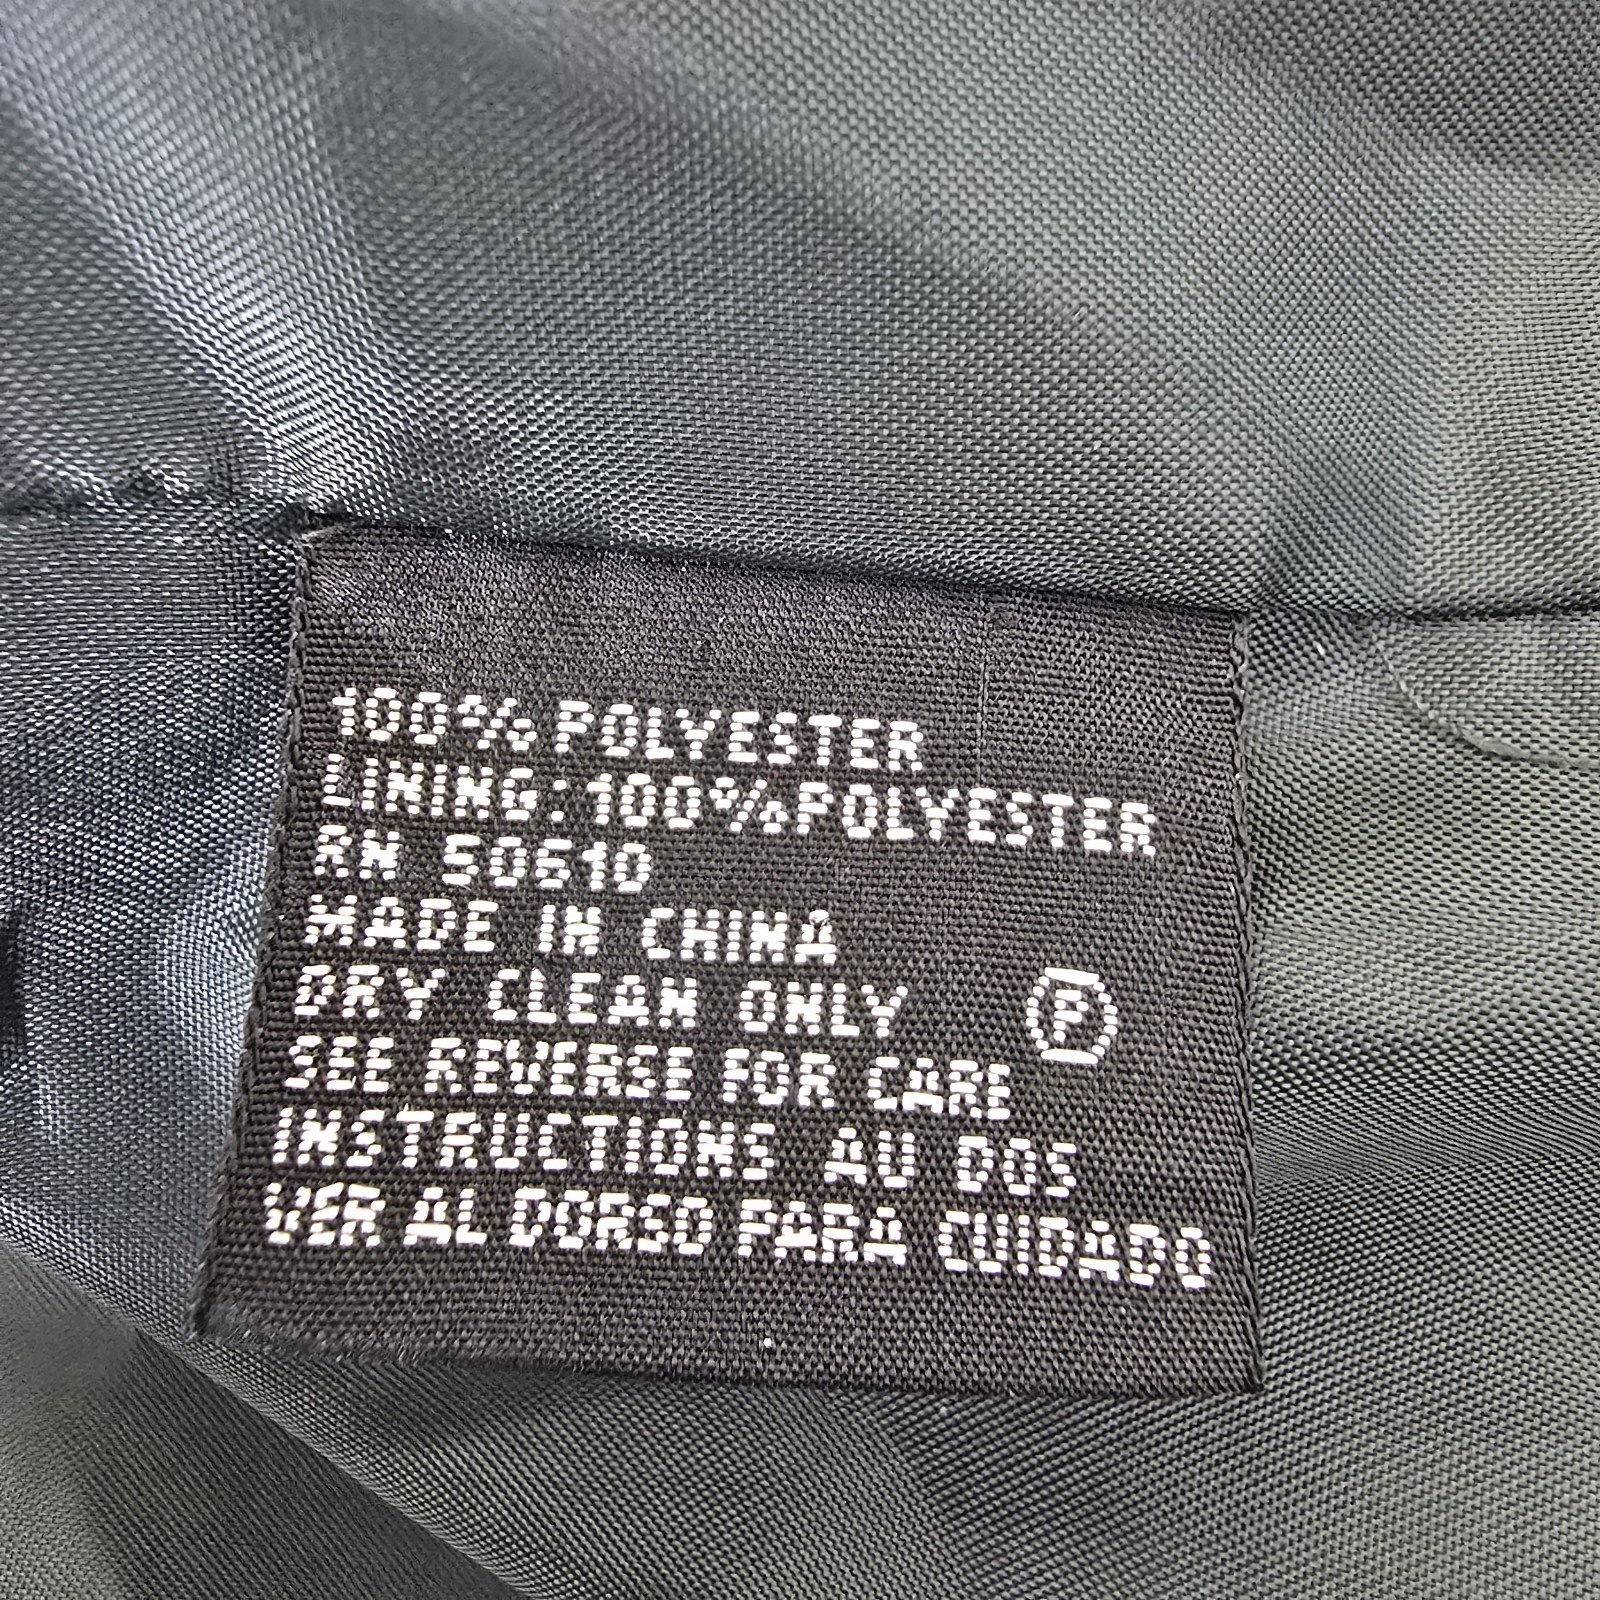 100% POLYESTER
LINING:100%POLYESTER
RN 50610
MADE IN CHINA
DRY CLEAN ONLY Ⓟ
SEE REVERSE FOR CARE
INSTRUCTIONS AU DOS
VER AL DORSO PARA CUIDADO